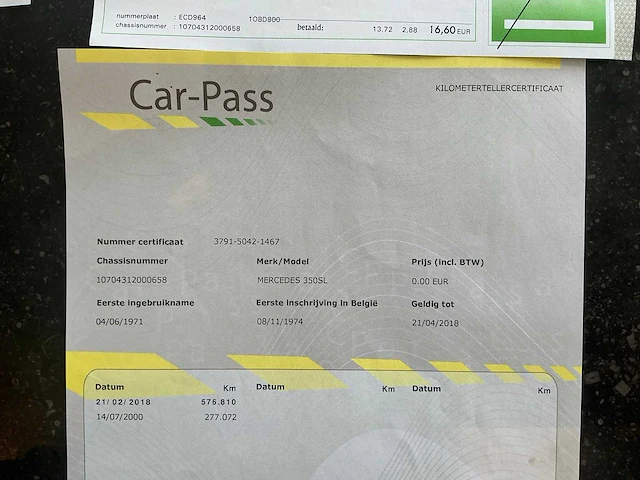 nummerplaat : ECD964 108D800
chassisnummer : 10704312000658 betaald: 13,72 2,88 16,60 EUR
Car-Pass
KILOMETERTELLERCERTIFICAAT
Nummer certificaat 3791-5042-1467
Chassisnummer Merk/Model Prijs (incl. BTW)
10704312000658 MERCEDES 350SL 0.00 EUR
Eerste ingebruikname Eerste inschrijving in België Geldig tot
04/06/1971 08/11/1974 21/04/2018
Datum Km Datum Km Datum Km
21/02/2018 576.810
14/07/2000 277.072